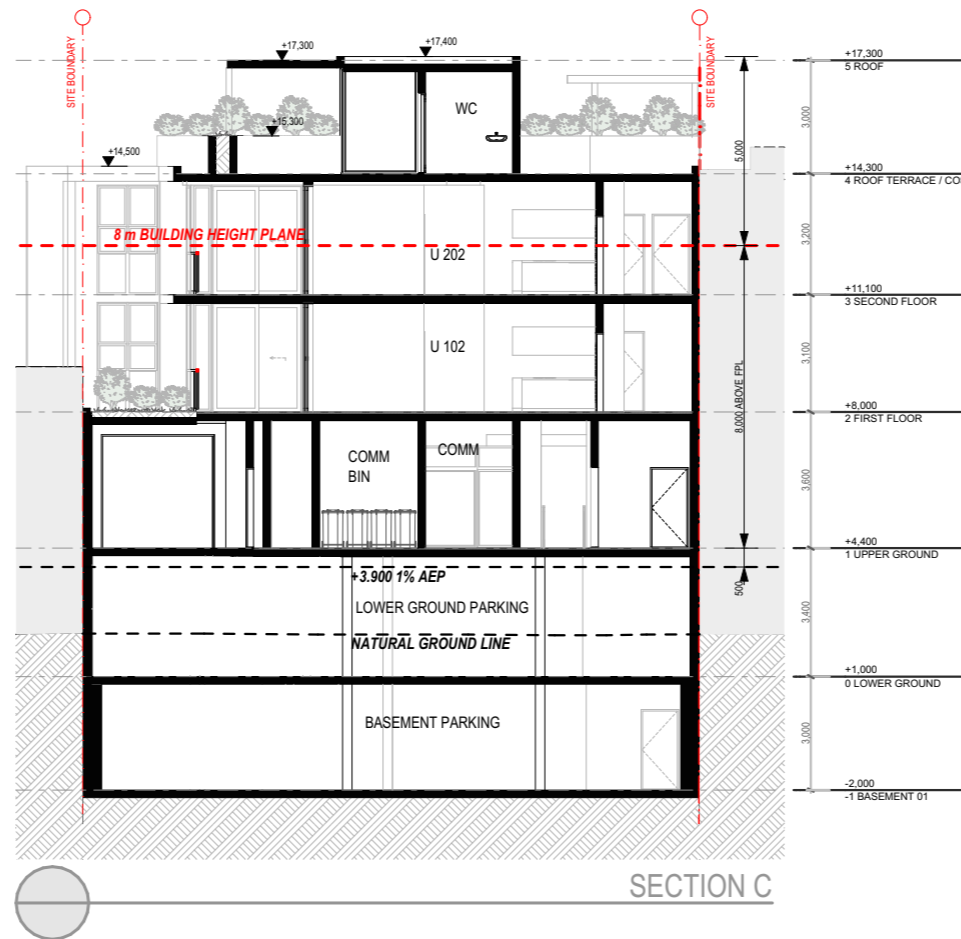 +17,300
+17,400
SITE BOUNDARY
SITE BOUNDARY
+17,300
5 ROOF
WC
3,000
5,000
+15,300
+14,500
+14,300
4 ROOF TERRACE / CO
8 m BUILDING HEIGHT PLANE
3,200
U 202
+11,100
3 SECOND FLOOR
U 102
3,100
8,000 ABOVE FPL
+8,000
2 FIRST FLOOR
COMM
BIN
COMM
3,600
+4,400
1 UPPER GROUND
+3.900 1% AEP
500
LOWER GROUND PARKING
3,400
NATURAL GROUND LINE
+1,000
0 LOWER GROUND
BASEMENT PARKING
3,000
-2,000
-1 BASEMENT 01
SECTION C